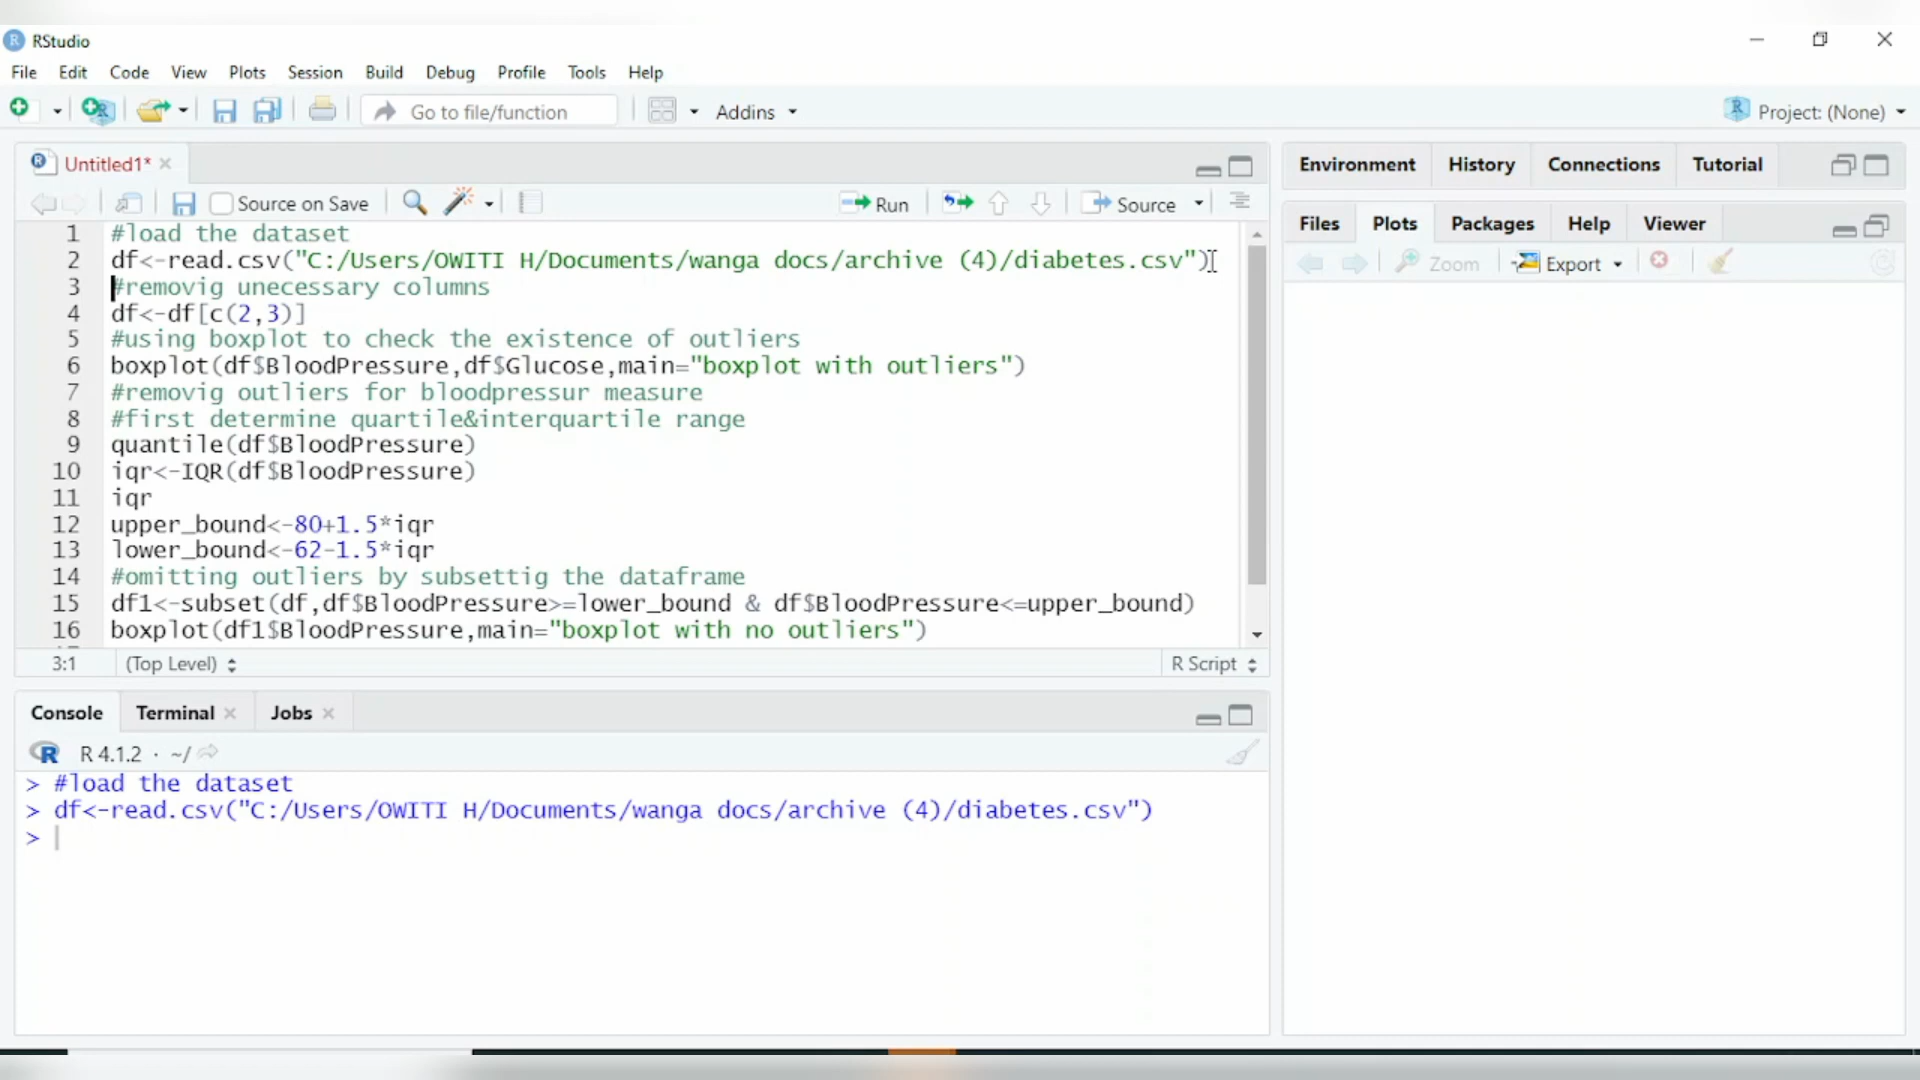 RStudio
File Edit Code View Plots Session Build Debug Profile Tools Help
Go to file/function Addins Project: (None)
Untitled1*
Source on Save Run Source
1 #load the dataset
2 df<-read.csv("C:/Users/OWITI H/Documents/wanga docs/archive (4)/diabetes.csv")
3 #removig unecessary columns
4 df<-df[c(2,3)]
5 #using boxplot to check the existence of outliers
6 boxplot(df$BloodPressure,df$Glucose,main="boxplot with outliers")
7 #removig outliers for bloodpressur measure
8 #first determine quartile&interquartile range
9 quantile(df$BloodPressure)
10 iqr<-IQR(df$BloodPressure)
11 iqr
12 upper_bound<-80+1.5*iqr
13 lower_bound<-62-1.5*iqr
14 #omitting outliers by subsettig the dataframe
15 df1<-subset(df,df$BloodPressure>=lower_bound & df$BloodPressure<=upper_bound)
16 boxplot(df1$BloodPressure,main="boxplot with no outliers")
3:1 (Top Level) R Script
Console Terminal Jobs
R 4.1.2 · ~/
> #load the dataset
> df<-read.csv("C:/Users/OWITI H/Documents/wanga docs/archive (4)/diabetes.csv")
>
Environment History Connections Tutorial
Files Plots Packages Help Viewer
Zoom Export